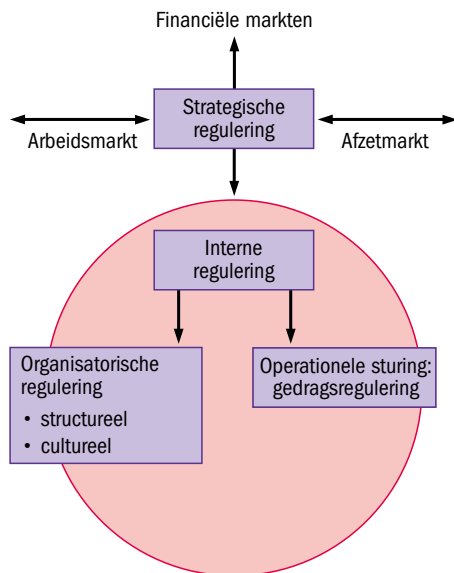 Financiële markten
Strategische
regulering
Arbeidsmarkt
Afzetmarkt
Interne
regulering
Organisatorische
regulering
• structureel
• cultureel
Operationele sturing:
gedragsregulering